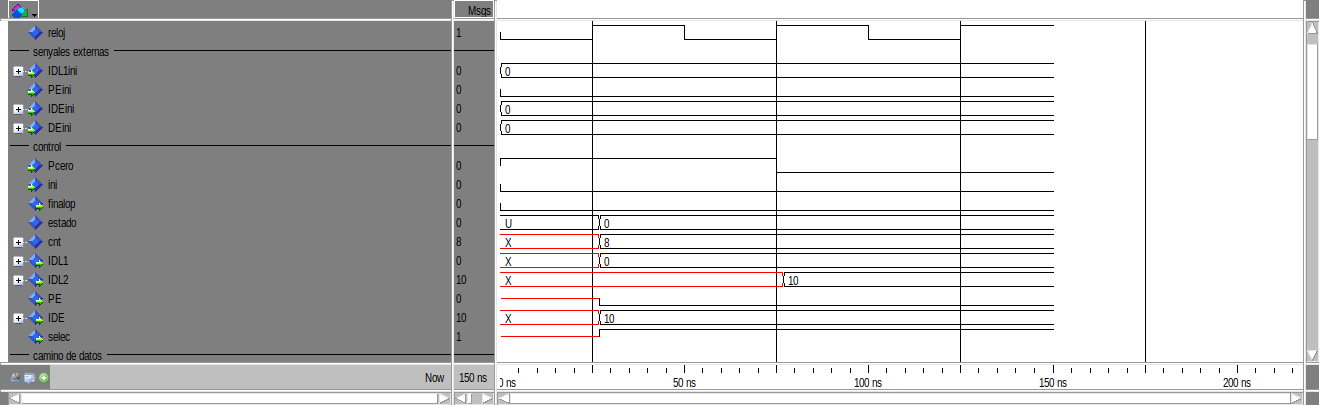 Msgs
reloj 1
senyales externas
IDL1ini 0 0
PEini 0
IDEini 0 0
DEini 0 0
control
Pcero 0
ini 0
finalop 0
estado 0 U 0
cnt 8 X 8
IDL1 0 X 0
IDL2 10 X 10
PE 0
IDE 10 X 10
selec 1
camino de datos
Now 150 ns 0 ns 50 ns 100 ns 150 ns 200 ns